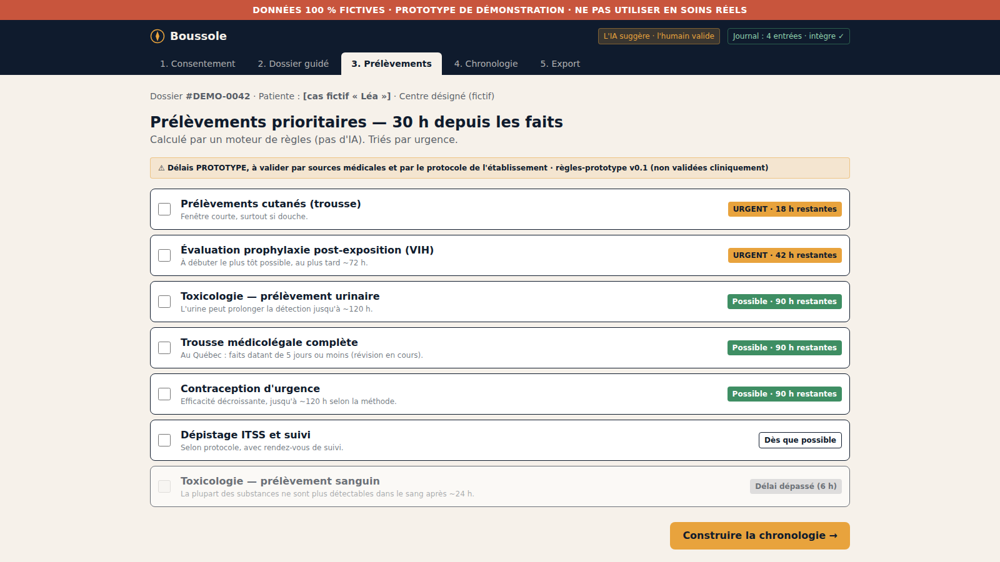 DONNÉES 100 % FICTIVES · PROTOTYPE DE DÉMONSTRATION · NE PAS UTILISER EN SOINS RÉELS
Boussole
L'IA suggère · l'humain valide
Journal : 4 entrées · intègre ✓
1. Consentement
2. Dossier guidé
3. Prélèvements
4. Chronologie
5. Export
Dossier #DEMO-0042 · Patiente : [cas fictif « Léa »] · Centre désigné (fictif)
Prélèvements prioritaires — 30 h depuis les faits
Calculé par un moteur de règles (pas d'IA). Triés par urgence.
⚠ Délais PROTOTYPE, à valider par sources médicales et par le protocole de l'établissement · règles-prototype v0.1 (non validées cliniquement)
Prélèvements cutanés (trousse)
Fenêtre courte, surtout si douche.
URGENT · 18 h restantes
Évaluation prophylaxie post-exposition (VIH)
À débuter le plus tôt possible, au plus tard ~72 h.
URGENT · 42 h restantes
Toxicologie — prélèvement urinaire
L'urine peut prolonger la détection jusqu'à ~120 h.
Possible · 90 h restantes
Trousse médicolégale complète
Au Québec : faits datant de 5 jours ou moins (révision en cours).
Possible · 90 h restantes
Contraception d'urgence
Efficacité décroissante, jusqu'à ~120 h selon la méthode.
Possible · 90 h restantes
Dépistage ITSS et suivi
Selon protocole, avec rendez-vous de suivi.
Dès que possible
Toxicologie — prélèvement sanguin
La plupart des substances ne sont plus détectables dans le sang après ~24 h.
Délai dépassé (6 h)
Construire la chronologie →